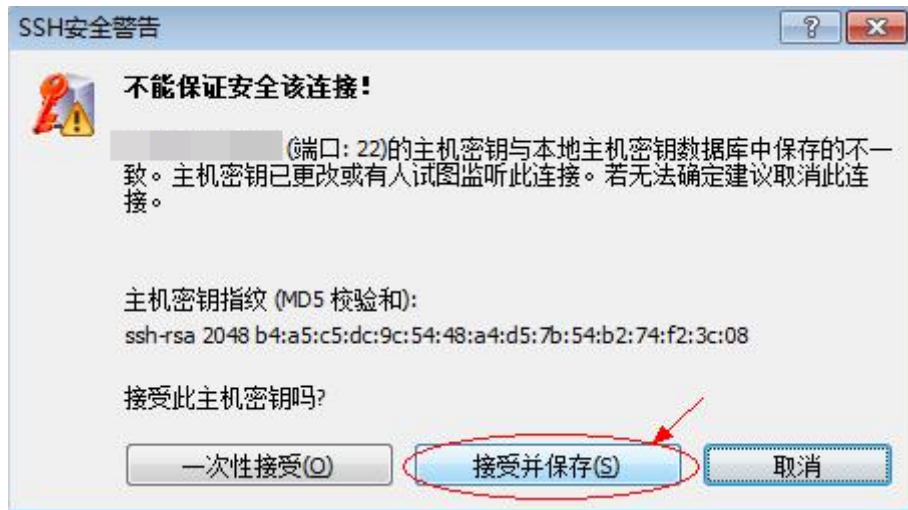 SSH安全警告
不能保证安全该连接!
(端口: 22)的主机密钥与本地主机密钥数据库中保存的不一
致。主机密钥已更改或有人试图监听此连接。若无法确定建议取消此连
接。
主机密钥指纹 (MD5 校验和):
ssh-rsa 2048 b4:a5:c5:dc:9c:54:48:a4:d5:7b:54:b2:74:f2:3c:08
接受此主机密钥吗?
一次性接受(O) 接受并保存(S) 取消